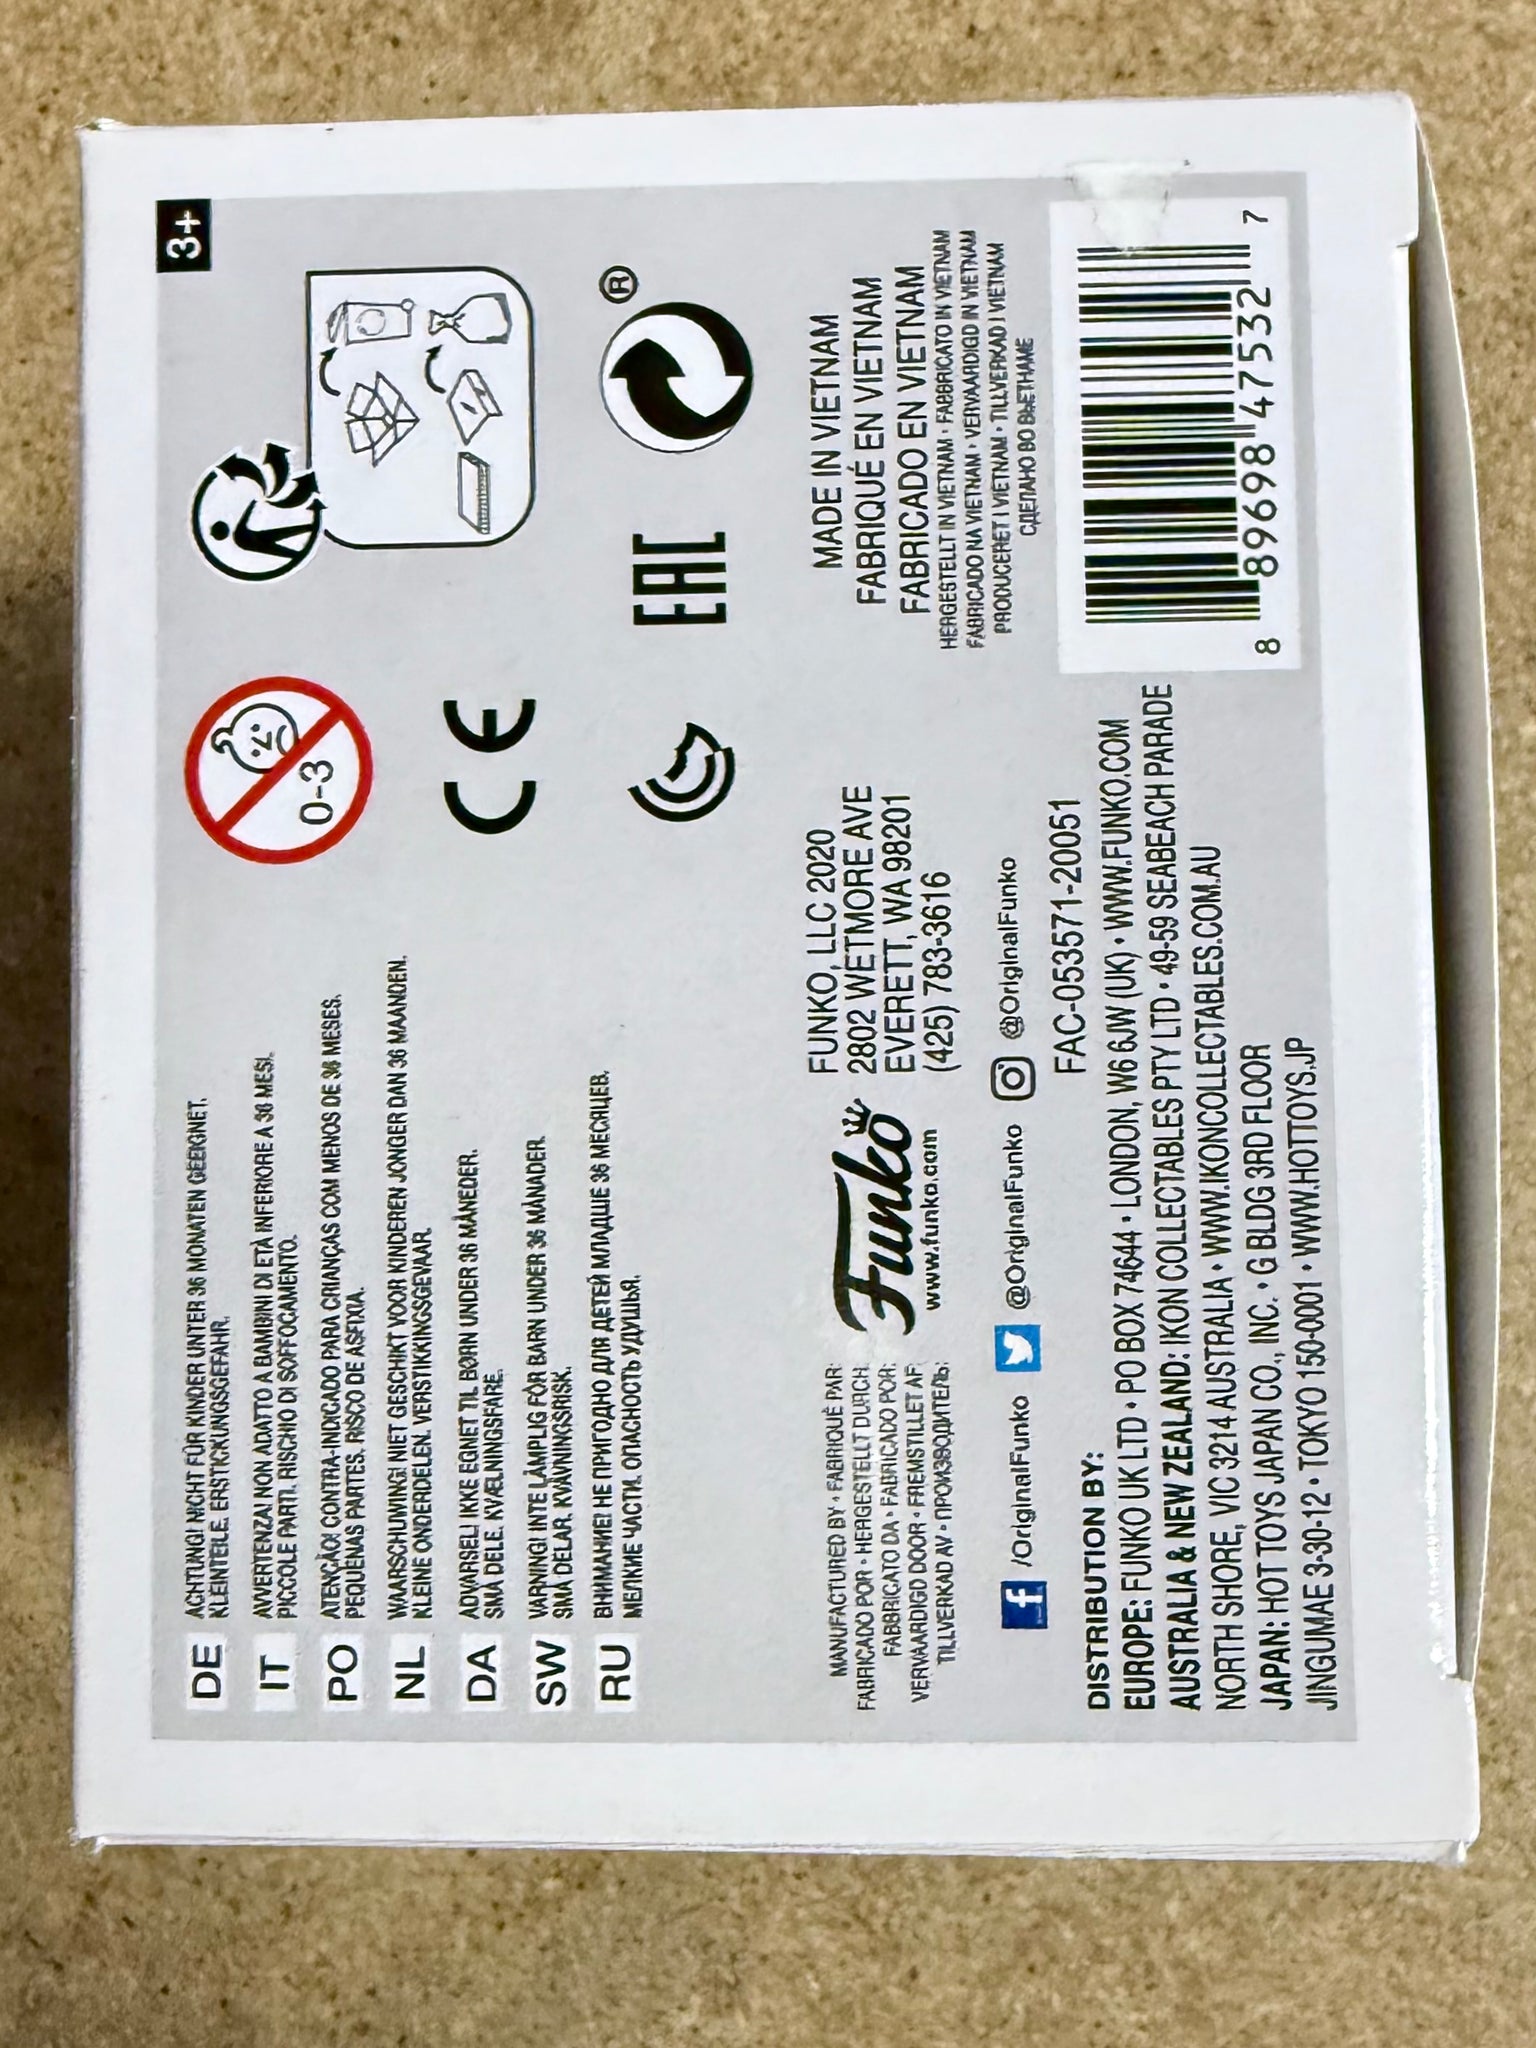 3+
DE
ACHTUNG! NICHT FÜR KINDER UNTER 36 MONATEN GEEIGNET.
KLEINTEILE. ERSTICKUNGSGEFAHR.
IT
AVVERTENZA! NON ADATTO A BAMBINI DI ETÀ INFERIORE A 36 MESI.
PICCOLE PARTI. RISCHIO DI SOFFOCAMENTO.
PO
ATENÇÃO! CONTRA-INDICADO PARA CRIANÇAS COM MENOS DE 36 MESES.
PEQUENAS PARTES. RISCO DE ASFIXIA.
NL
WAARSCHUWING! NIET GESCHIKT VOOR KINDEREN JONGER DAN 36 MAANDEN.
KLEINE ONDERDELEN. VERSTIKKINGSGEVAAR.
DA
ADVARSEL! IKKE EGNET TIL BØRN UNDER 36 MÅNEDER.
SMÅ DELE. KVÆLNINGSFARE.
SW
VARNING! INTE LÄMPLIG FÖR BARN UNDER 36 MÅNADER.
SMÅ DELAR. KVÄVNINGSRISK.
RU
ВНИМАНИЕ! НЕ ПРИГОДНО ДЛЯ ДЕТЕЙ МЛАДШЕ 36 МЕСЯЦЕВ.
МЕЛКИЕ ЧАСТИ. ОПАСНОСТЬ УДУШЬЯ.
0-3
CE
EAC
®
MANUFACTURED BY • FABRIQUÉ PAR:
FABRICADO POR • HERGESTELLT DURCH:
FABBRICATO DA • FABRICADO POR:
VERVAARDIGD DOOR • FREMSTILLET AF:
TILLVERKAD AV • ПРОИЗВОДИТЕЛЬ:
Funko
www.funko.com
FUNKO, LLC 2020
2802 WETMORE AVE
EVERETT, WA 98201
(425) 783-3616
MADE IN VIETNAM
FABRIQUÉ EN VIETNAM
FABRICADO EN VIETNAM
HERGESTELLT IN VIETNAM • FABBRICATO IN VIETNAM
FABRICADO NA VIETNAM • VERVAARDIGD IN VIETNAM
PRODUCERET I VIETNAM • TILLVERKAD I VIETNAM
СДЕЛАНО ВО ВЬЕТНАМЕ
f /OriginalFunko @OriginalFunko @OriginalFunko
FAC-053571-20051
DISTRIBUTION BY:
EUROPE: FUNKO UK LTD • PO BOX 74644 • LONDON, W6 6JW (UK) • WWW.FUNKO.COM
AUSTRALIA & NEW ZEALAND: IKON COLLECTABLES PTY LTD • 49-59 SEABEACH PARADE
NORTH SHORE, VIC 3214 AUSTRALIA • WWW.IKONCOLLECTABLES.COM.AU
JAPAN: HOT TOYS JAPAN CO., INC. • G BLDG 3RD FLOOR
JINGUMAE 3-30-12 • TOKYO 150-0001 • WWW.HOTTOYS.JP
8 89698 47532 7